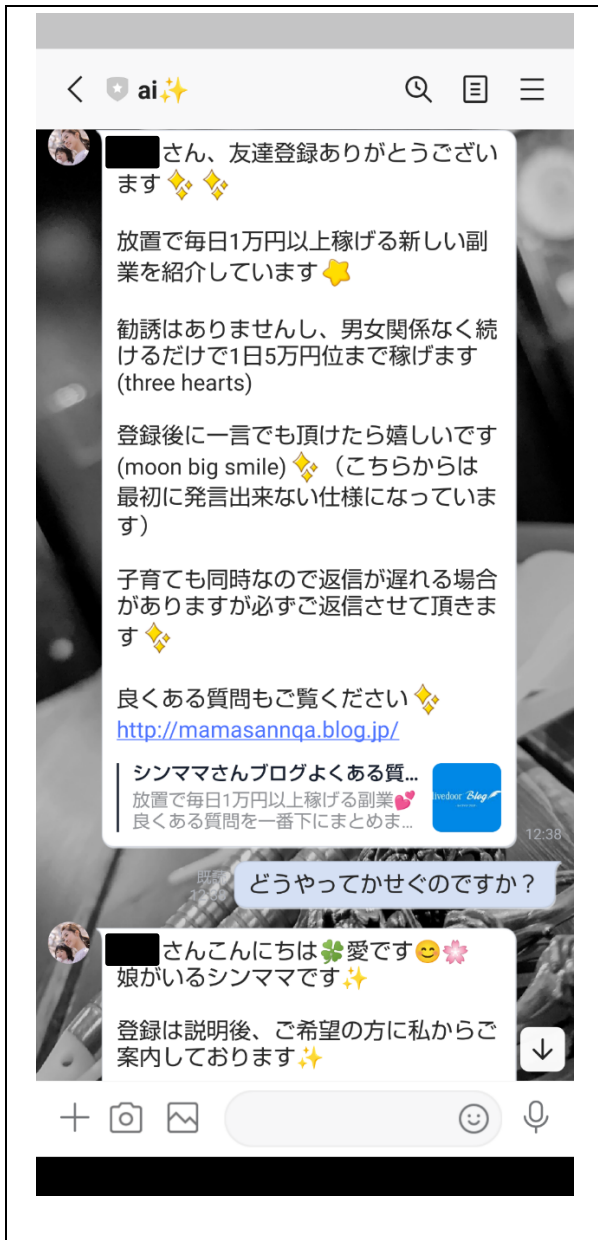 ai✨
さん、友達登録ありがとうござい
ます
放置で毎日1万円以上稼げる新しい副
業を紹介しています
勧誘はありませんし、男女関係なく続
けるだけで1日5万円位まで稼げます
(three hearts)
登録後に一言でも頂けたら嬉しいです
(moon big smile) （こちらからは
最初に発言出来ない仕様になっていま
す）
子育ても同時なので返信が遅れる場合
がありますが必ずご返信させて頂きま
す
良くある質問もご覧ください
http://mamasannqa.blog.jp/
シンママさんブログよくある質...
放置で毎日1万円以上稼げる副業💕
良くある質問を一番下にまとめま...
livedoor Blog
12:38
既読
どうやってかせぐのですか？
さんこんにちは🍀愛です😊🌸
娘がいるシンママです✨
登録は説明後、ご希望の方に私からご
案内しております✨